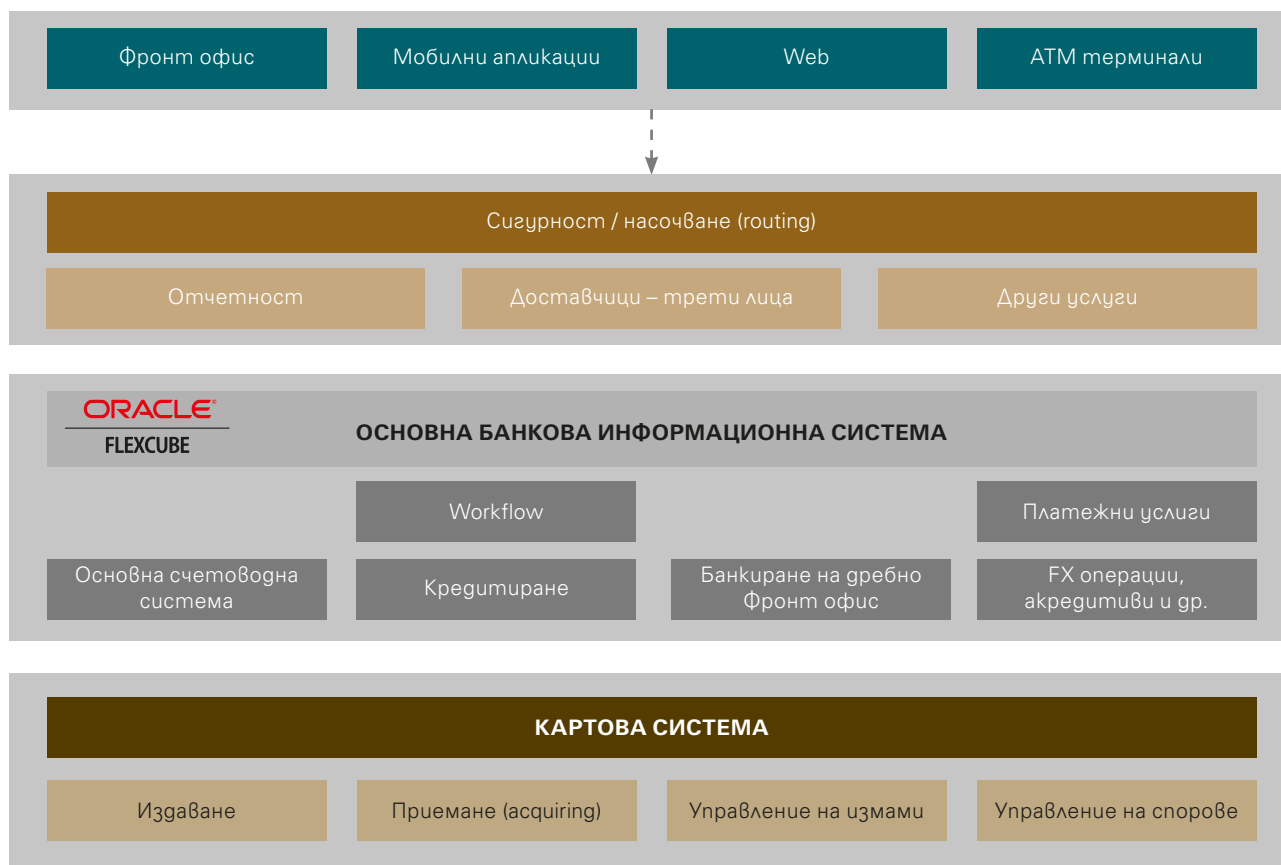 Фронт офис
Мобилни апликации
Web
ATM терминали
Сигурност / насочване (routing)
Отчетност
Доставчици – трети лица
Други услуги
ORACLE®
FLEXCUBE
ОСНОВНА БАНКОВА ИНФОРМАЦИОННА СИСТЕМА
Workflow
Платежни услиги
Основна счетоводна
система
Кредитиране
Банкиране на дребно
Фронт офис
FX операции,
акредитиви и др.
КАРТОВА СИСТЕМА
Издаване
Приемане (acquiring)
Управление на измами
Управление на спорове